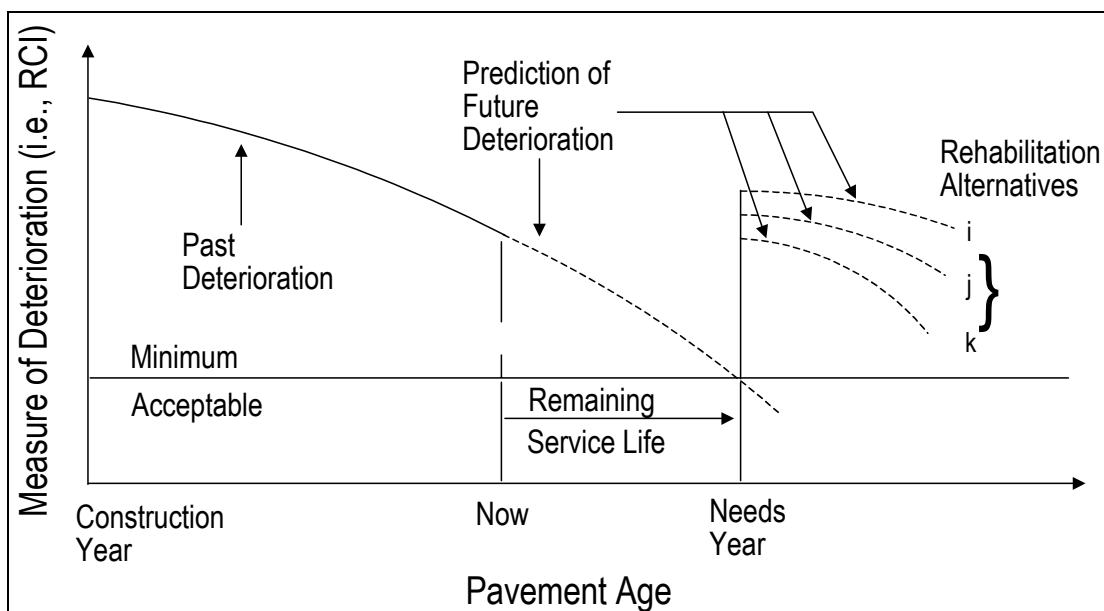 Measure of Deterioration (i.e., RCI)
Prediction of
Future
Deterioration
Rehabilitation
Alternatives
Past
Deterioration
i
j
k
}
Minimum
Acceptable
Remaining
Service Life
Construction
Year
Now
Needs
Year
Pavement Age